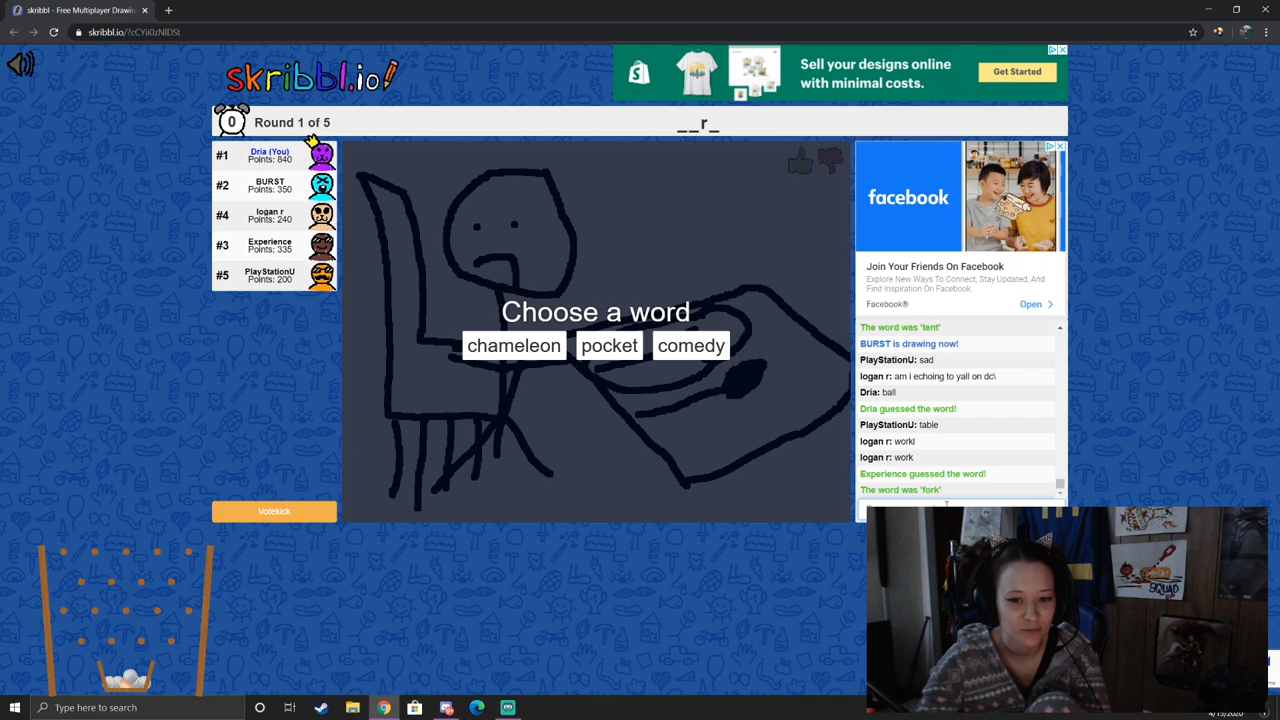 skribbl - Free Multiplayer Drawin
skribbl.io/?cCYii0zNlDSt
skribbl.io!
Sell your designs online
with minimal costs.
Get Started
0
Round 1 of 5
__r_
#1 Dria (You)
Points: 840
#2 BURST
Points: 350
#4 logan r
Points: 240
#3 Experience
Points: 335
#5 PlayStationU
Points: 200
Votekick
Choose a word
chameleon pocket comedy
facebook
Join Your Friends On Facebook
Explore New Ways To Connect, Stay Updated, And
Find Inspiration On Facebook.
Facebook®
Open
The word was 'tent'
BURST is drawing now!
PlayStationU: sad
logan r: am i echoing to yall on dc\
Dria: ball
Dria guessed the word!
PlayStationU: table
logan r: workl
logan r: work
Experience guessed the word!
The word was 'fork'
SQUAD
Type here to search
4/15/2020